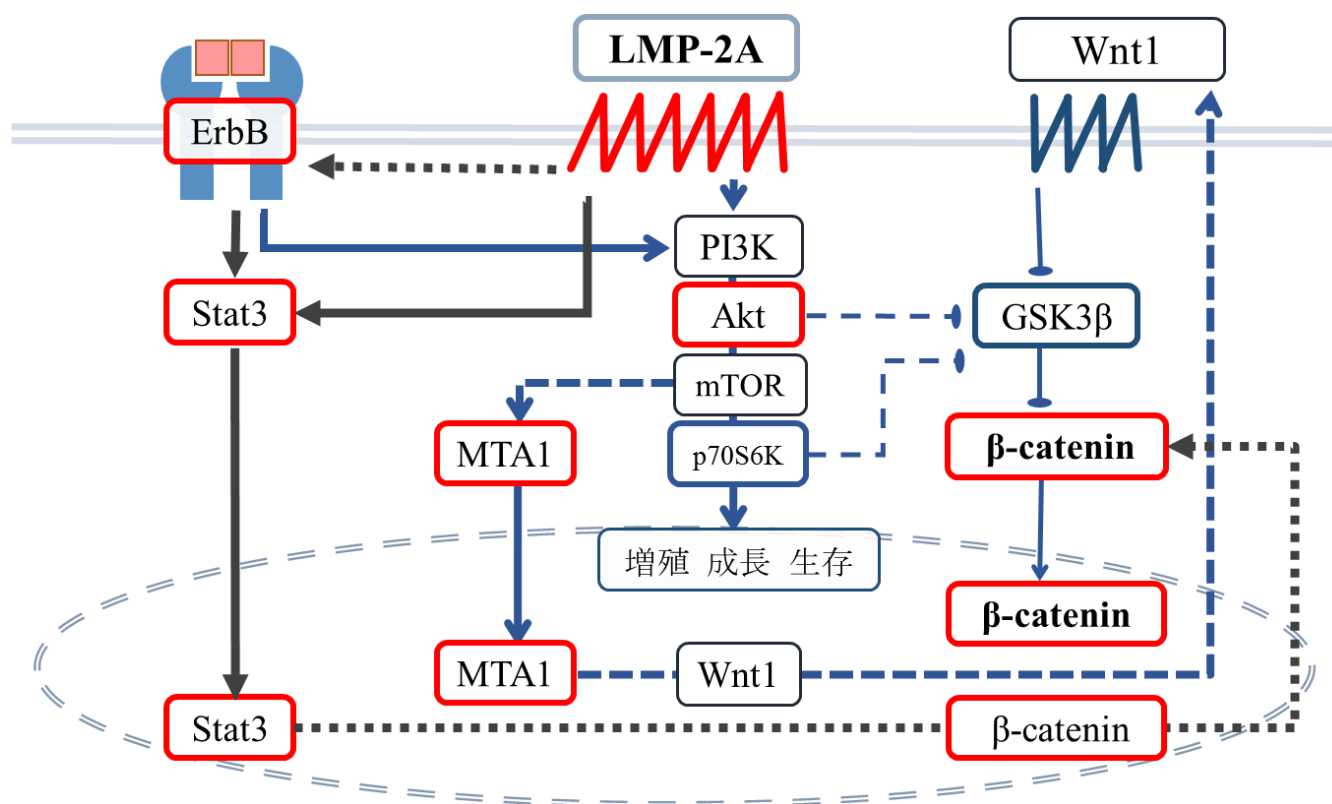 LMP-2A
Wnt1
ErbB
PI3K
Stat3
Akt
GSK3β
mTOR
MTA1
p70S6K
β-catenin
増殖 成長 生存
β-catenin
MTA1
Wnt1
Stat3
β-catenin